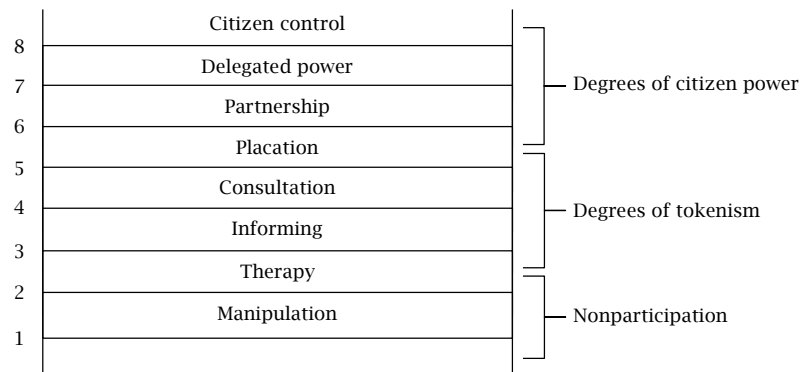 Citizen control
8
Delegated power
7
Degrees of citizen power
Partnership
6
Placation
5
Consultation
4
Degrees of tokenism
Informing
3
Therapy
2
Manipulation
Nonparticipation
1